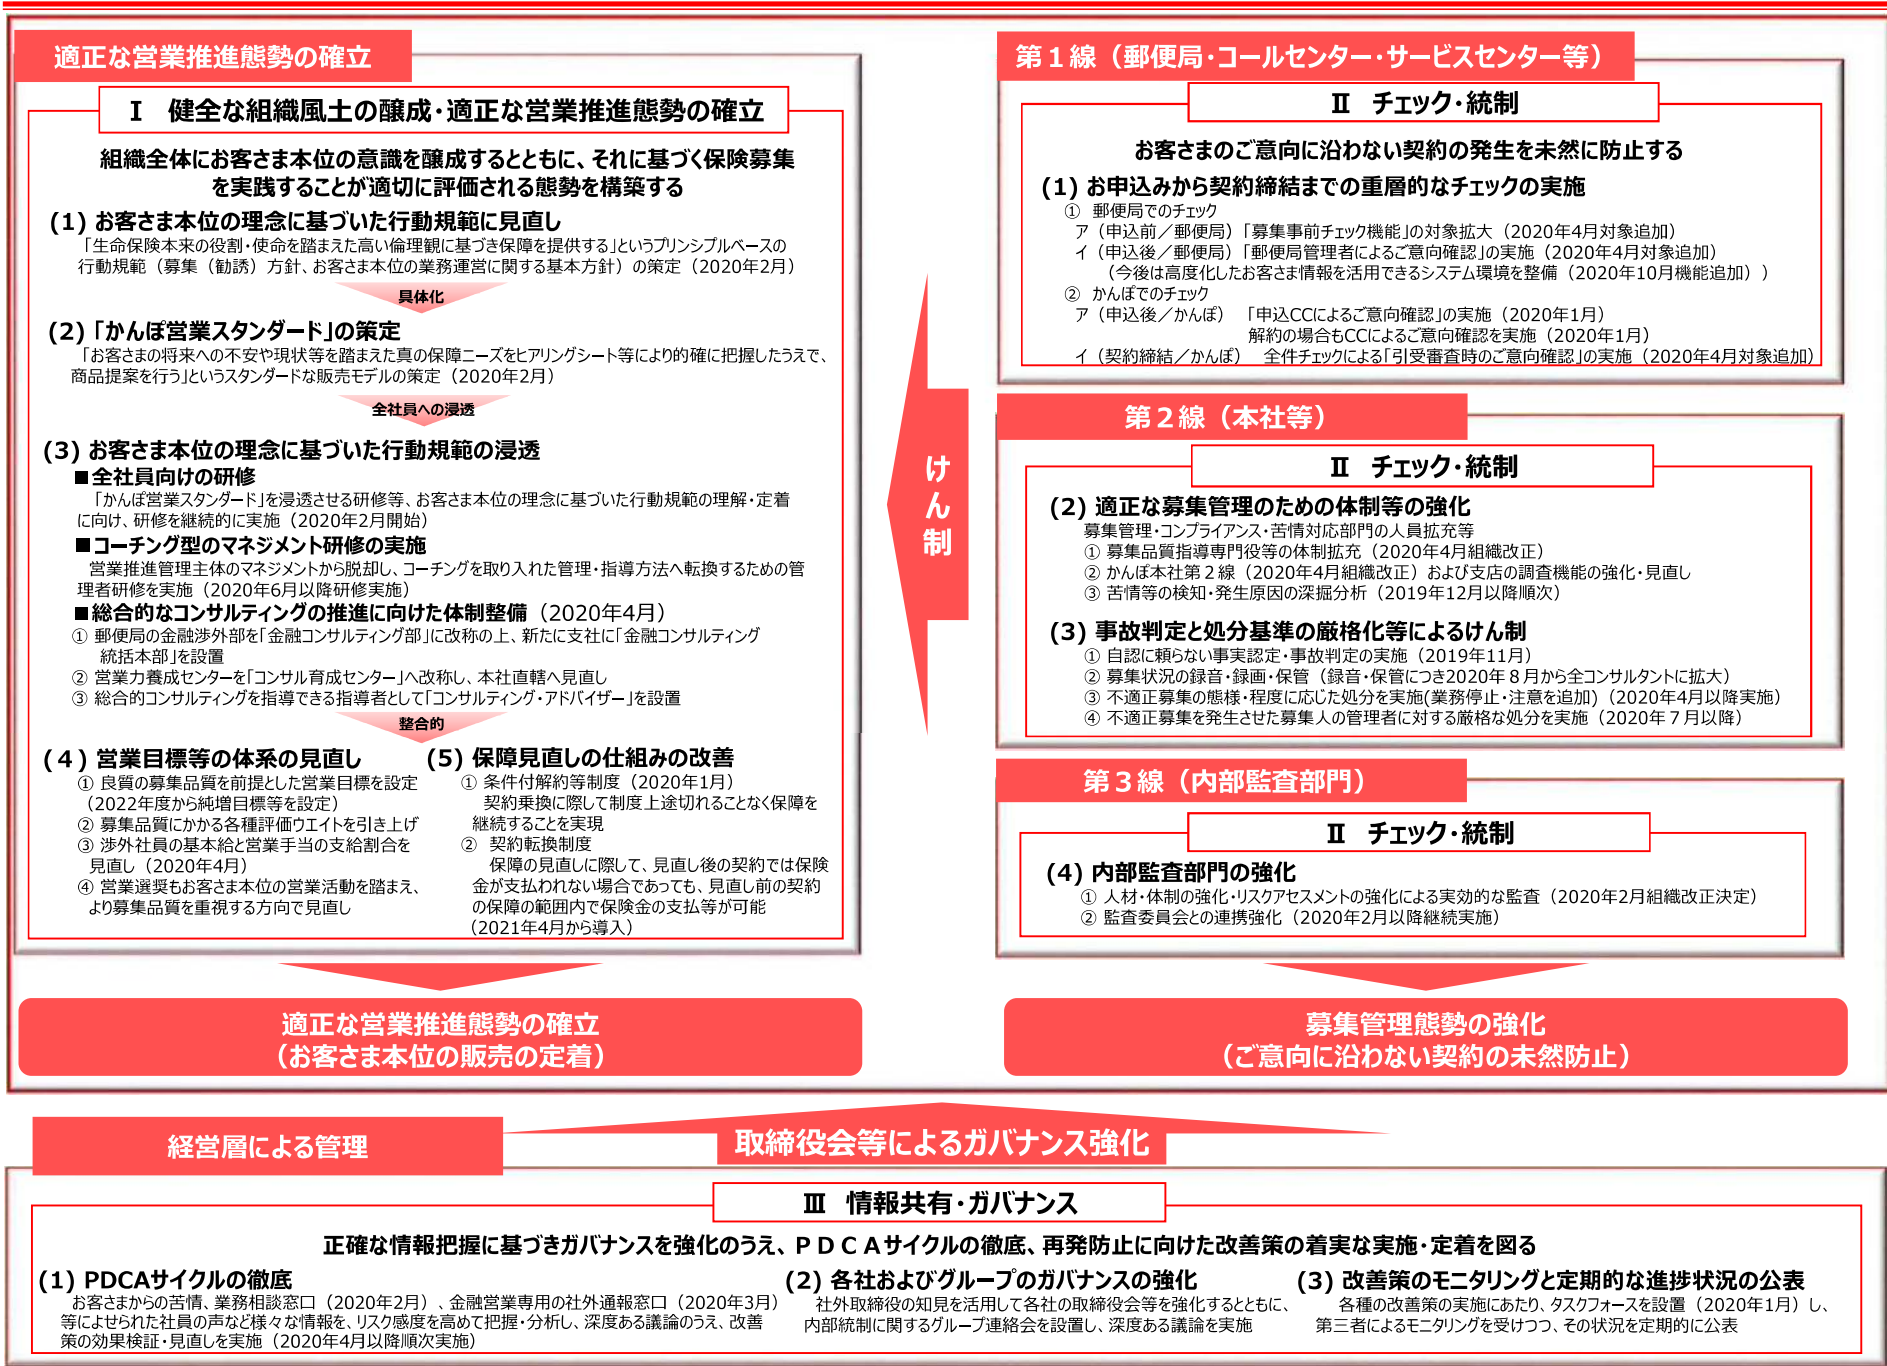 適正な営業推進態勢の確立
Ⅰ 健全な組織風土の醸成・適正な営業推進態勢の確立
組織全体にお客さま本位の意識を醸成するとともに、それに基づく保険募集
を実践することが適切に評価される態勢を構築する
(1) お客さま本位の理念に基づいた行動規範に見直し
「生命保険本来の役割・使命を踏まえた高い倫理観に基づき保障を提供する」というプリンシプルベースの
行動規範（募集（勧誘）方針、お客さま本位の業務運営に関する基本方針）の策定（2020年2月）
具体化
(2) 「かんぽ営業スタンダード」の策定
「お客さまの将来への不安や現状等を踏まえた真の保障ニーズをヒアリングシート等により的確に把握したうえで、
商品提案を行う」というスタンダードな販売モデルの策定（2020年2月）
全社員への浸透
(3) お客さま本位の理念に基づいた行動規範の浸透
■全社員向けの研修
「かんぽ営業スタンダード」を浸透させる研修等、お客さま本位の理念に基づいた行動規範の理解・定着
に向け、研修を継続的に実施（2020年2月開始）
■コーチング型のマネジメント研修の実施
営業推進管理主体のマネジメントから脱却し、コーチングを取り入れた管理・指導方法へ転換するための管
理者研修を実施（2020年6月以降研修実施）
■総合的なコンサルティングの推進に向けた体制整備（2020年4月）
① 郵便局の金融渉外部を「金融コンサルティング部」に改称の上、新たに支社に「金融コンサルティング
統括本部」を設置
② 営業力養成センターを「コンサル育成センター」へ改称し、本社直轄へ見直し
③ 総合的コンサルティングを指導できる指導者として「コンサルティング・アドバイザー」を設置
整合的
(４) 営業目標等の体系の見直し
① 良質の募集品質を前提とした営業目標を設定
（2022年度から純増目標等を設定）
② 募集品質にかかる各種評価ウエイトを引き上げ
③ 渉外社員の基本給と営業手当の支給割合を
見直し（2020年4月）
④ 営業選奨もお客さま本位の営業活動を踏まえ、
より募集品質を重視する方向で見直し
(5) 保障見直しの仕組みの改善
① 条件付解約等制度（2020年1月）
契約乗換に際して制度上途切れることなく保障を
継続することを実現
② 契約転換制度
保障の見直しに際して、見直し後の契約では保険
金が支払われない場合であっても、見直し前の契約
の保障の範囲内で保険金の支払等が可能
（2021年4月から導入）
適正な営業推進態勢の確立
（お客さま本位の販売の定着）
けん制
第１線（郵便局・コールセンター・サービスセンター等）
Ⅱ チェック・統制
お客さまのご意向に沿わない契約の発生を未然に防止する
(1) お申込みから契約締結までの重層的なチェックの実施
① 郵便局でのチェック
ア（申込前／郵便局）「募集事前チェック機能」の対象拡大（2020年4月対象追加）
イ（申込後／郵便局）「郵便局管理者によるご意向確認」の実施（2020年4月対象追加）
（今後は高度化したお客さま情報を活用できるシステム環境を整備（2020年10月機能追加））
② かんぽでのチェック
ア（申込後／かんぽ） 「申込CCによるご意向確認」の実施（2020年1月）
解約の場合もCCによるご意向確認を実施（2020年1月）
イ（契約締結／かんぽ） 全件チェックによる「引受審査時のご意向確認」の実施（2020年4月対象追加）
第２線（本社等）
Ⅱ チェック・統制
(2) 適正な募集管理のための体制等の強化
募集管理・コンプライアンス・苦情対応部門の人員拡充等
① 募集品質指導専門役等の体制拡充（2020年4月組織改正）
② かんぽ本社第２線（2020年4月組織改正）および支店の調査機能の強化・見直し
③ 苦情等の検知・発生原因の深掘分析（2019年12月以降順次）
(3) 事故判定と処分基準の厳格化等によるけん制
① 自認に頼らない事実認定・事故判定の実施（2019年11月）
② 募集状況の録音・録画・保管（録音・保管につき2020年８月から全コンサルタントに拡大）
③ 不適正募集の態様・程度に応じた処分を実施(業務停止・注意を追加)（2020年4月以降実施）
④ 不適正募集を発生させた募集人の管理者に対する厳格な処分を実施（2020年７月以降）
第３線（内部監査部門）
Ⅱ チェック・統制
(4) 内部監査部門の強化
① 人材・体制の強化・リスクアセスメントの強化による実効的な監査（2020年2月組織改正決定）
② 監査委員会との連携強化（2020年2月以降継続実施）
募集管理態勢の強化
（ご意向に沿わない契約の未然防止）
経営層による管理
取締役会等によるガバナンス強化
Ⅲ 情報共有・ガバナンス
正確な情報把握に基づきガバナンスを強化のうえ、ＰＤＣＡサイクルの徹底、再発防止に向けた改善策の着実な実施・定着を図る
(1) PDCAサイクルの徹底
お客さまからの苦情、業務相談窓口（2020年2月）、金融営業専用の社外通報窓口（2020年3月）
等によせられた社員の声など様々な情報を、リスク感度を高めて把握・分析し、深度ある議論のうえ、改善
策の効果検証・見直しを実施（2020年4月以降順次実施）
(2) 各社およびグループのガバナンスの強化
社外取締役の知見を活用して各社の取締役会等を強化するとともに、
内部統制に関するグループ連絡会を設置し、深度ある議論を実施
(3) 改善策のモニタリングと定期的な進捗状況の公表
各種の改善策の実施にあたり、タスクフォースを設置（2020年1月）し、
第三者によるモニタリングを受けつつ、その状況を定期的に公表